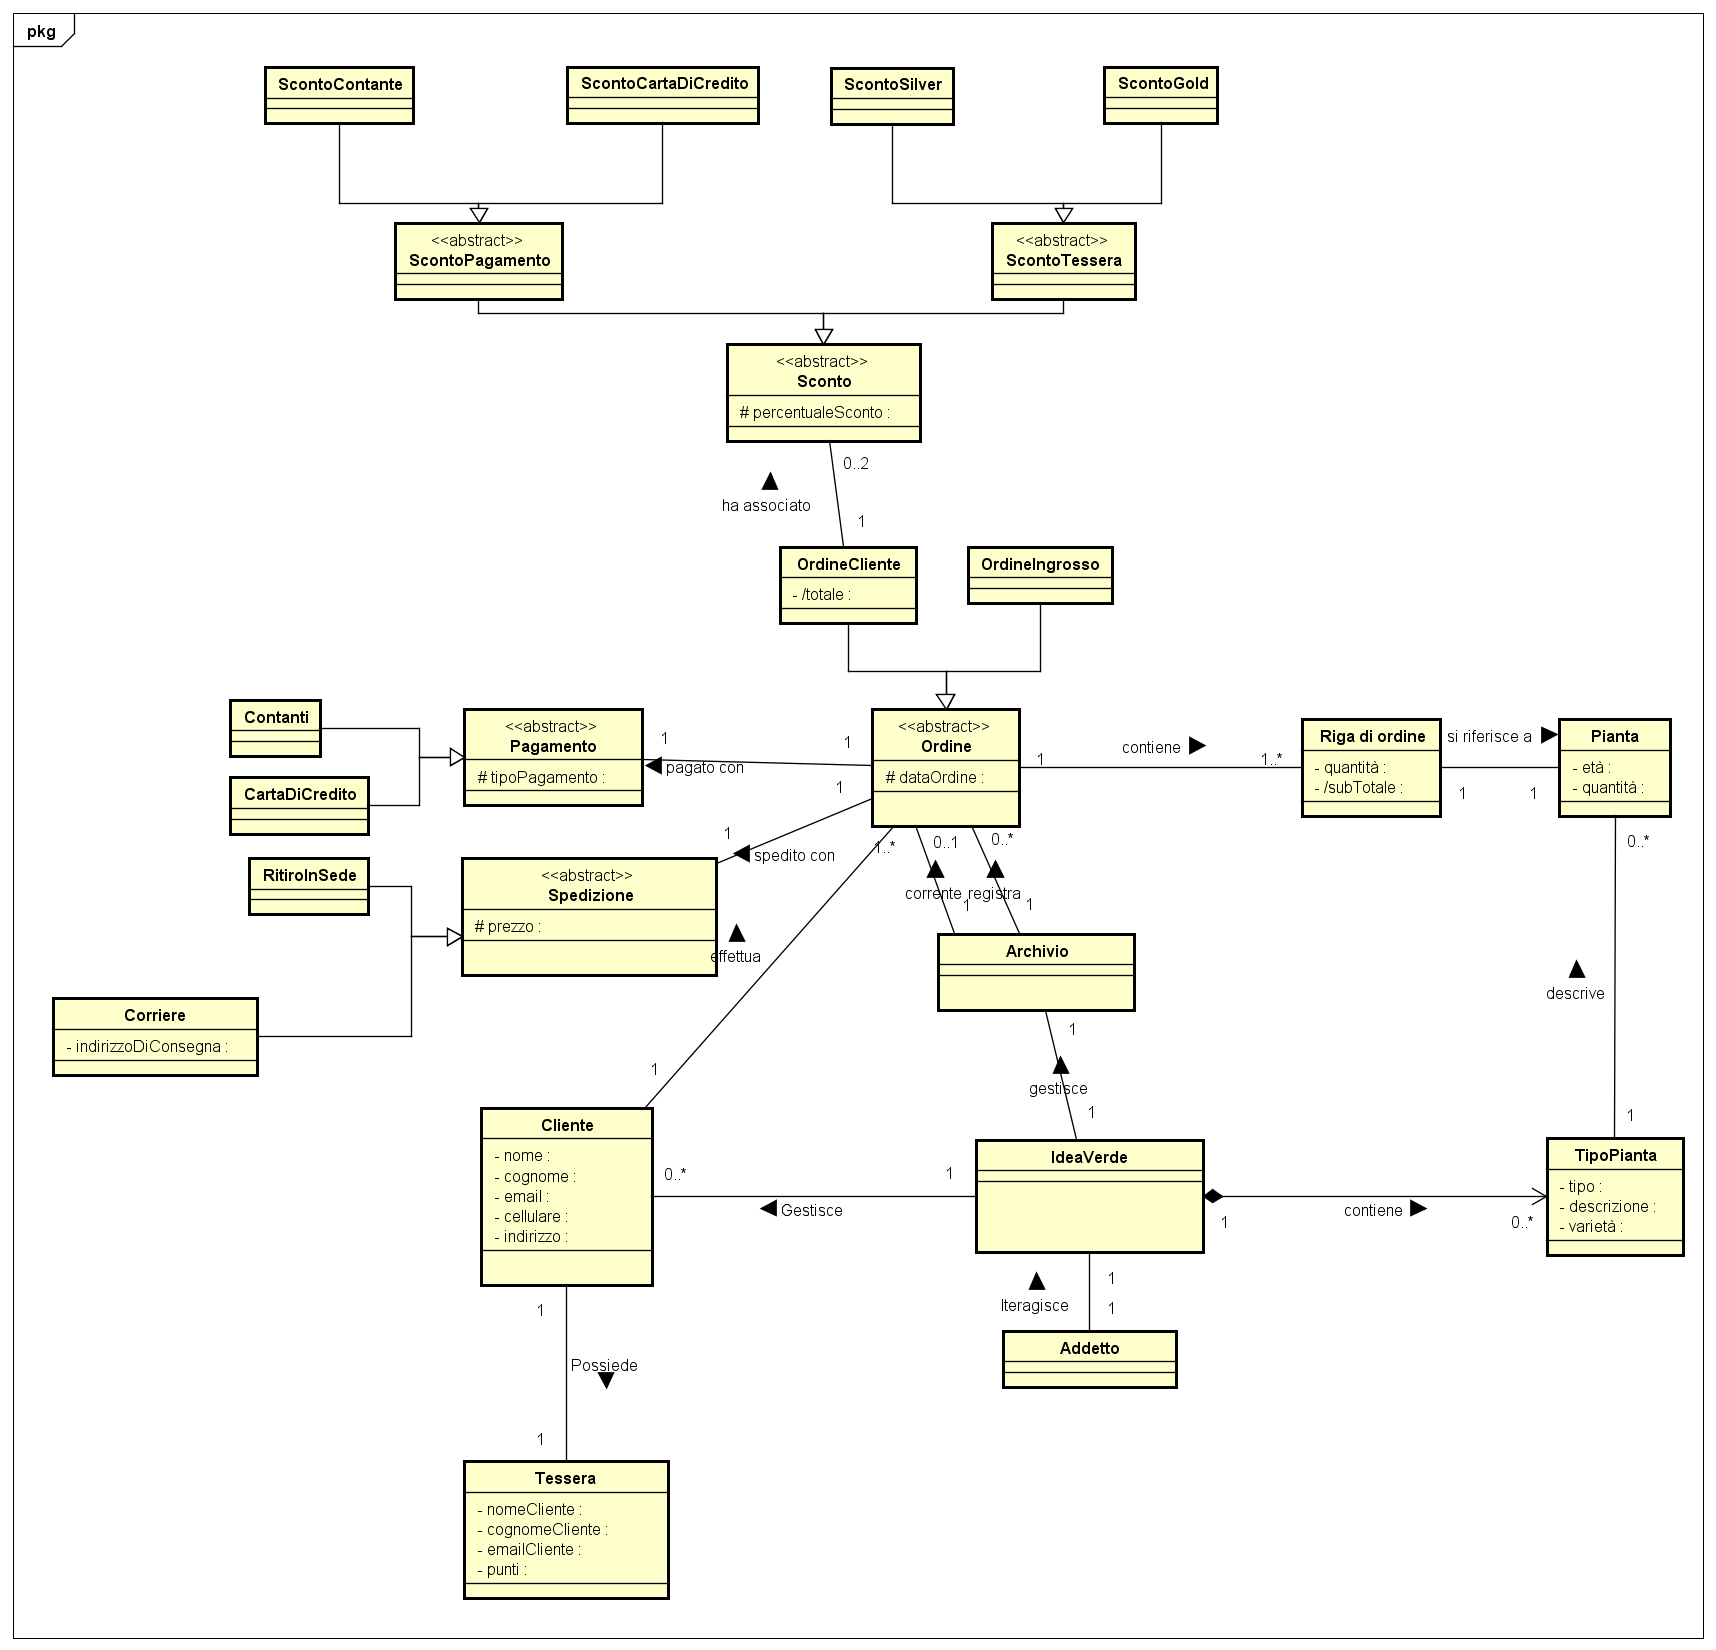 pkg
ScontoContante
ScontoCartaDiCredito
ScontoSilver
ScontoGold
<<abstract>>
ScontoPagamento
<<abstract>>
ScontoTessera
<<abstract>>
Sconto
# percentualeSconto :
0..2
ha associato
1
OrdineCliente
- /totale :
OrdineIngrosso
Contanti
CartaDiCredito
<<abstract>>
Pagamento
# tipoPagamento :
1
1
pagato con
<<abstract>>
Ordine
# dataOrdine :
1
contiene
1..*
Riga di ordine
- quantità :
- /subTotale :
si riferisce a
1
1
Pianta
- età :
- quantità :
1
1
spedito con
RitiroInSede
<<abstract>>
Spedizione
# prezzo :
Corriere
- indirizzoDiConsegna :
1..*
effettua
1
0..1
corrente
1
0..*
registra
1
Archivio
1
gestisce
1
0..*
descrive
1
Cliente
- nome :
- cognome :
- email :
- cellulare :
- indirizzo :
0..*
1
Gestisce
IdeaVerde
1
contiene
0..*
TipoPianta
- tipo :
- descrizione :
- varietà :
1
Iteragisce
1
Addetto
1
Possiede
1
Tessera
- nomeCliente :
- cognomeCliente :
- emailCliente :
- punti :